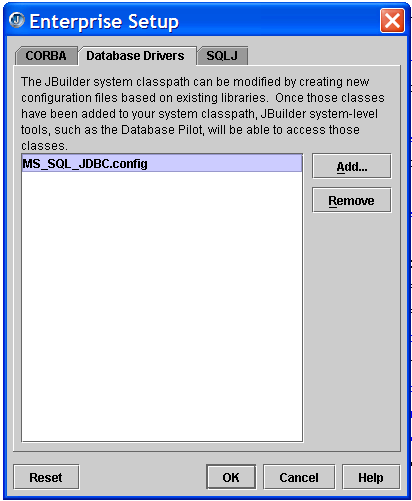 Enterprise Setup
CORBA Database Drivers SQLJ
The JBuilder system classpath can be modified by creating new
configuration files based on existing libraries.  Once those classes
have been added to your system classpath, JBuilder system-level
tools, such as the Database Pilot, will be able to access those
classes.
MS_SQL_JDBC.config
Add...
Remove
Reset OK Cancel Help